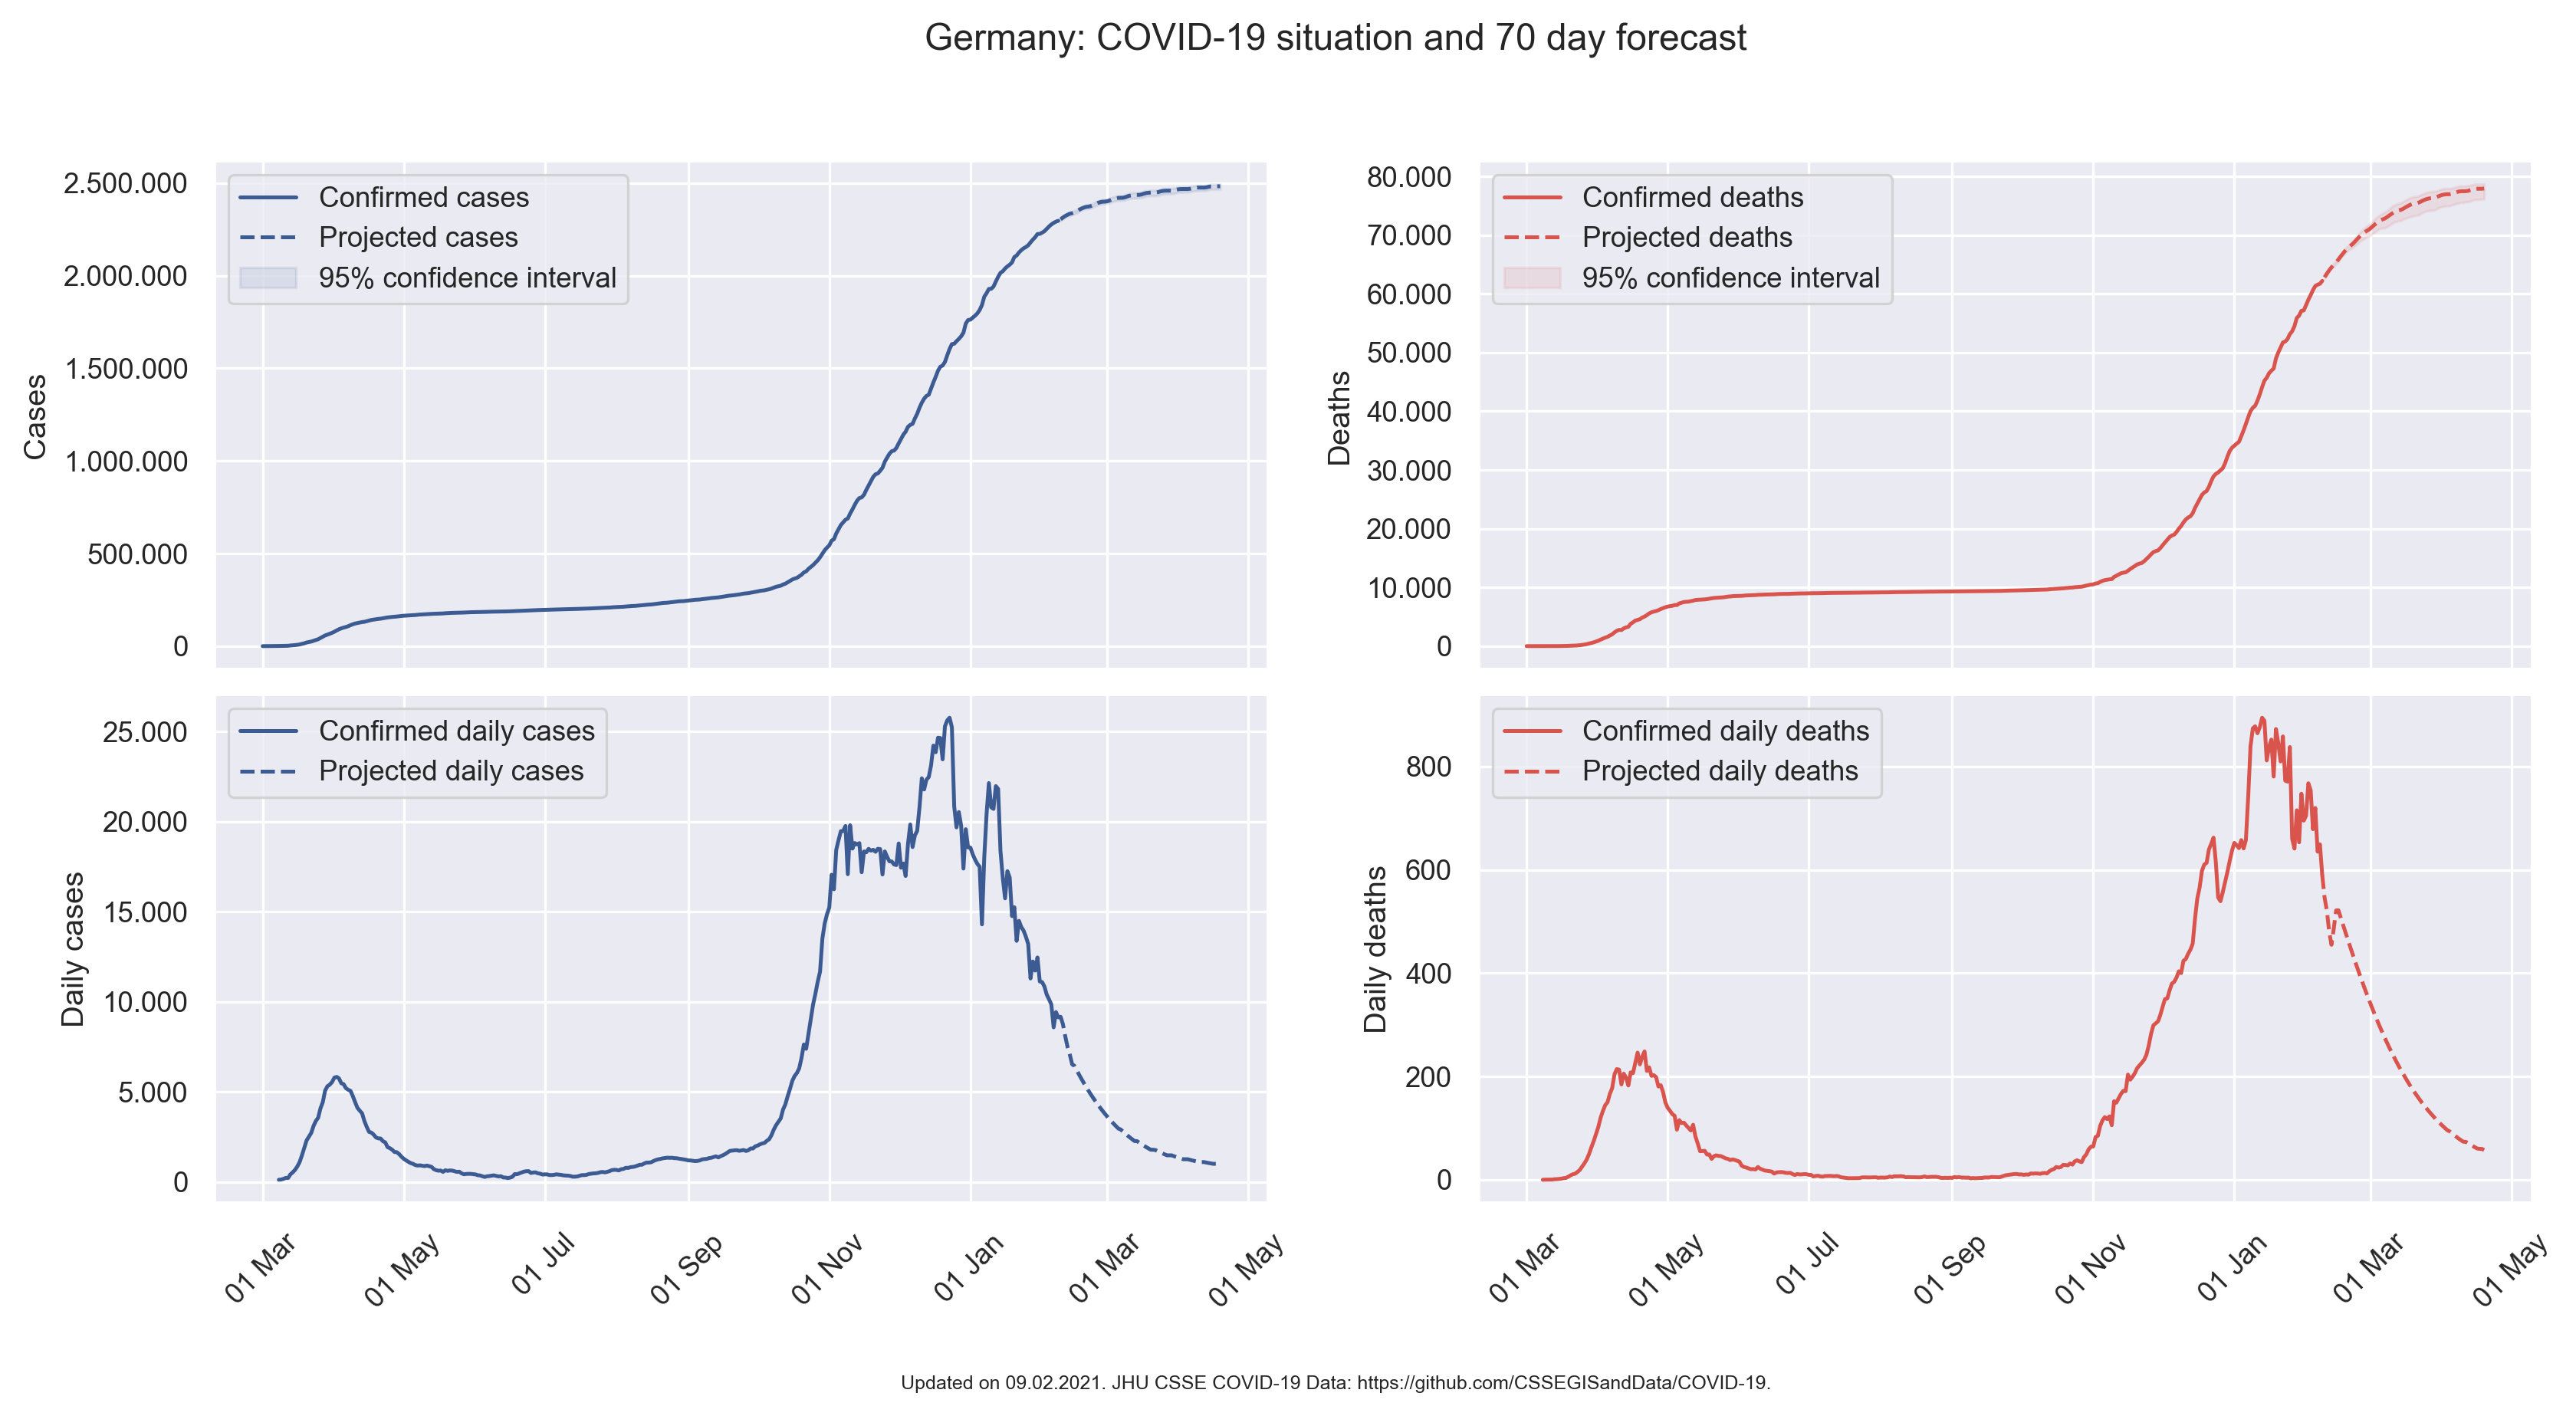 Germany: COVID-19 situation and 70 day forecast
Cases
2.500.000
2.000.000
1.500.000
1.000.000
500.000
0
Confirmed cases
Projected cases
95% confidence interval
Deaths
80.000
70.000
60.000
50.000
40.000
30.000
20.000
10.000
0
Confirmed deaths
Projected deaths
95% confidence interval
Daily cases
25.000
20.000
15.000
10.000
5.000
0
Confirmed daily cases
Projected daily cases
01 Mar
01 May
01 Jul
01 Sep
01 Nov
01 Jan
01 Mar
01 May
Daily deaths
800
600
400
200
0
Confirmed daily deaths
Projected daily deaths
01 Mar
01 May
01 Jul
01 Sep
01 Nov
01 Jan
01 Mar
01 May
Updated on 09.02.2021. JHU CSSE COVID-19 Data: https://github.com/CSSEGISandData/COVID-19.